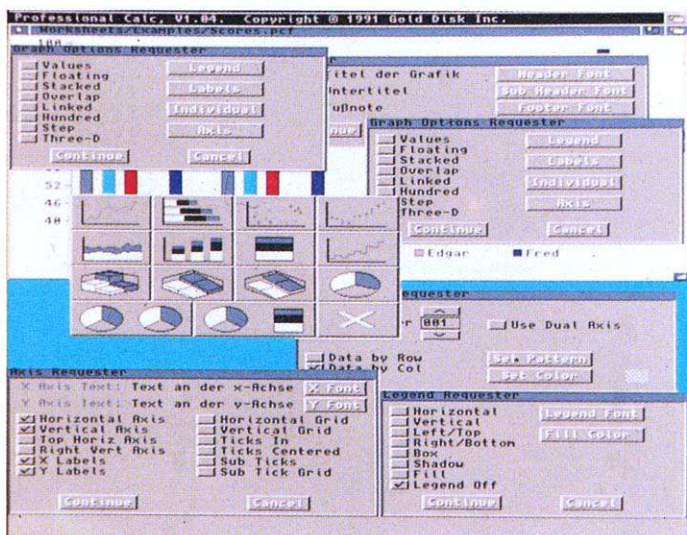 Professional Calc, V1.04. Copyright © 1991 Gold Disk Inc.
Worksheets/Examples/Scores.pcf
100
Graph Options Requester
Values
Floating
Stacked
Overlap
Linked
Hundred
Step
Three-D
Legend
Labels
Individual
Axis
Continue
Cancel
Titel der Grafik
Untertitel
ußnote
Header Font
Sub Header Font
Footer Font
nue
Graph Options Requester
Values
Floating
Stacked
Overlap
Linked
Hundred
Step
Three-D
Legend
Labels
Individual
Axis
Continue
Cancel
52
46
40
Edgar
Fred
equester
er 001
Use Dual Axis
Data by Row
Data by Col
Set Pattern
Set Color
Axis Requester
X Axis Text: Text an der x-Achse X Font
Y Axis Text: Text an der y-Achse Y Font
Horizontal Axis
Vertical Axis
Top Horiz Axis
Right Vert Axis
X Labels
Y Labels
Horizontal Grid
Vertical Grid
Ticks In
Ticks Centered
Sub Ticks
Sub Tick Grid
Continue
Cancel
Legend Requester
Horizontal
Vertical
Left/Top
Right/Bottom
Box
Shadow
Fill
Legend Off
Legend Font
Fill Color
Continue
Cancel